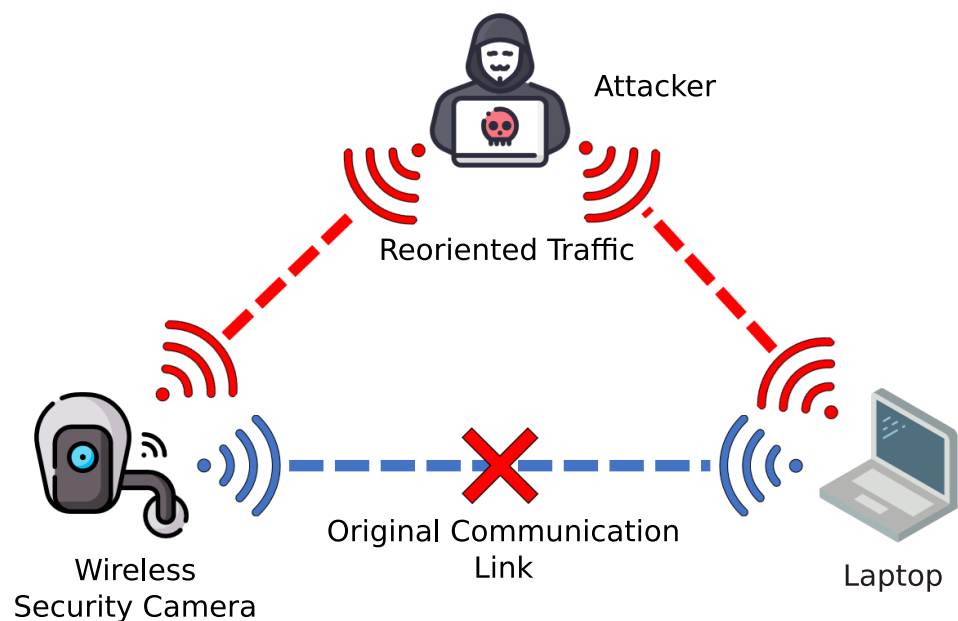 Attacker
Reoriented Traffic
Original Communication
Link
Wireless
Security Camera
Laptop